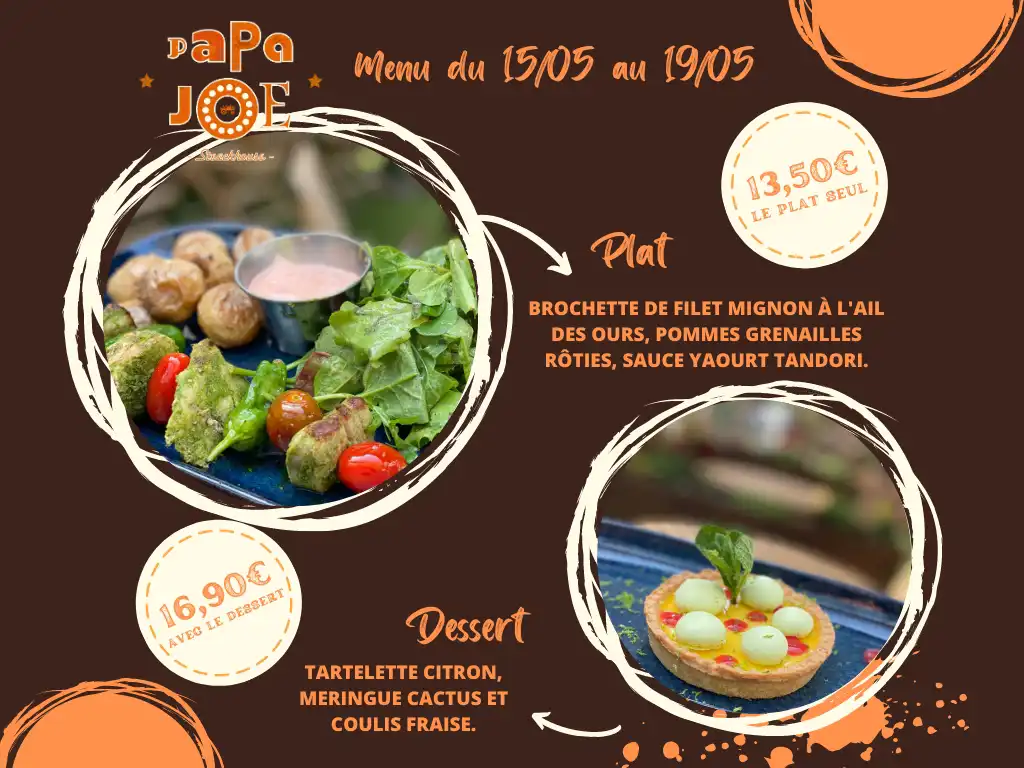 PAPA
JOE
Steackhouse -
Menu du 15/05 au 19/05
13,50€
LE PLAT SEUL
Plat
BROCHETTE DE FILET MIGNON À L'AIL
DES OURS, POMMES GRENAILLES
RÔTIES, SAUCE YAOURT TANDORI.
16,90€
AVEC LE DESSERT
Dessert
TARTELETTE CITRON,
MERINGUE CACTUS ET
COULIS FRAISE.